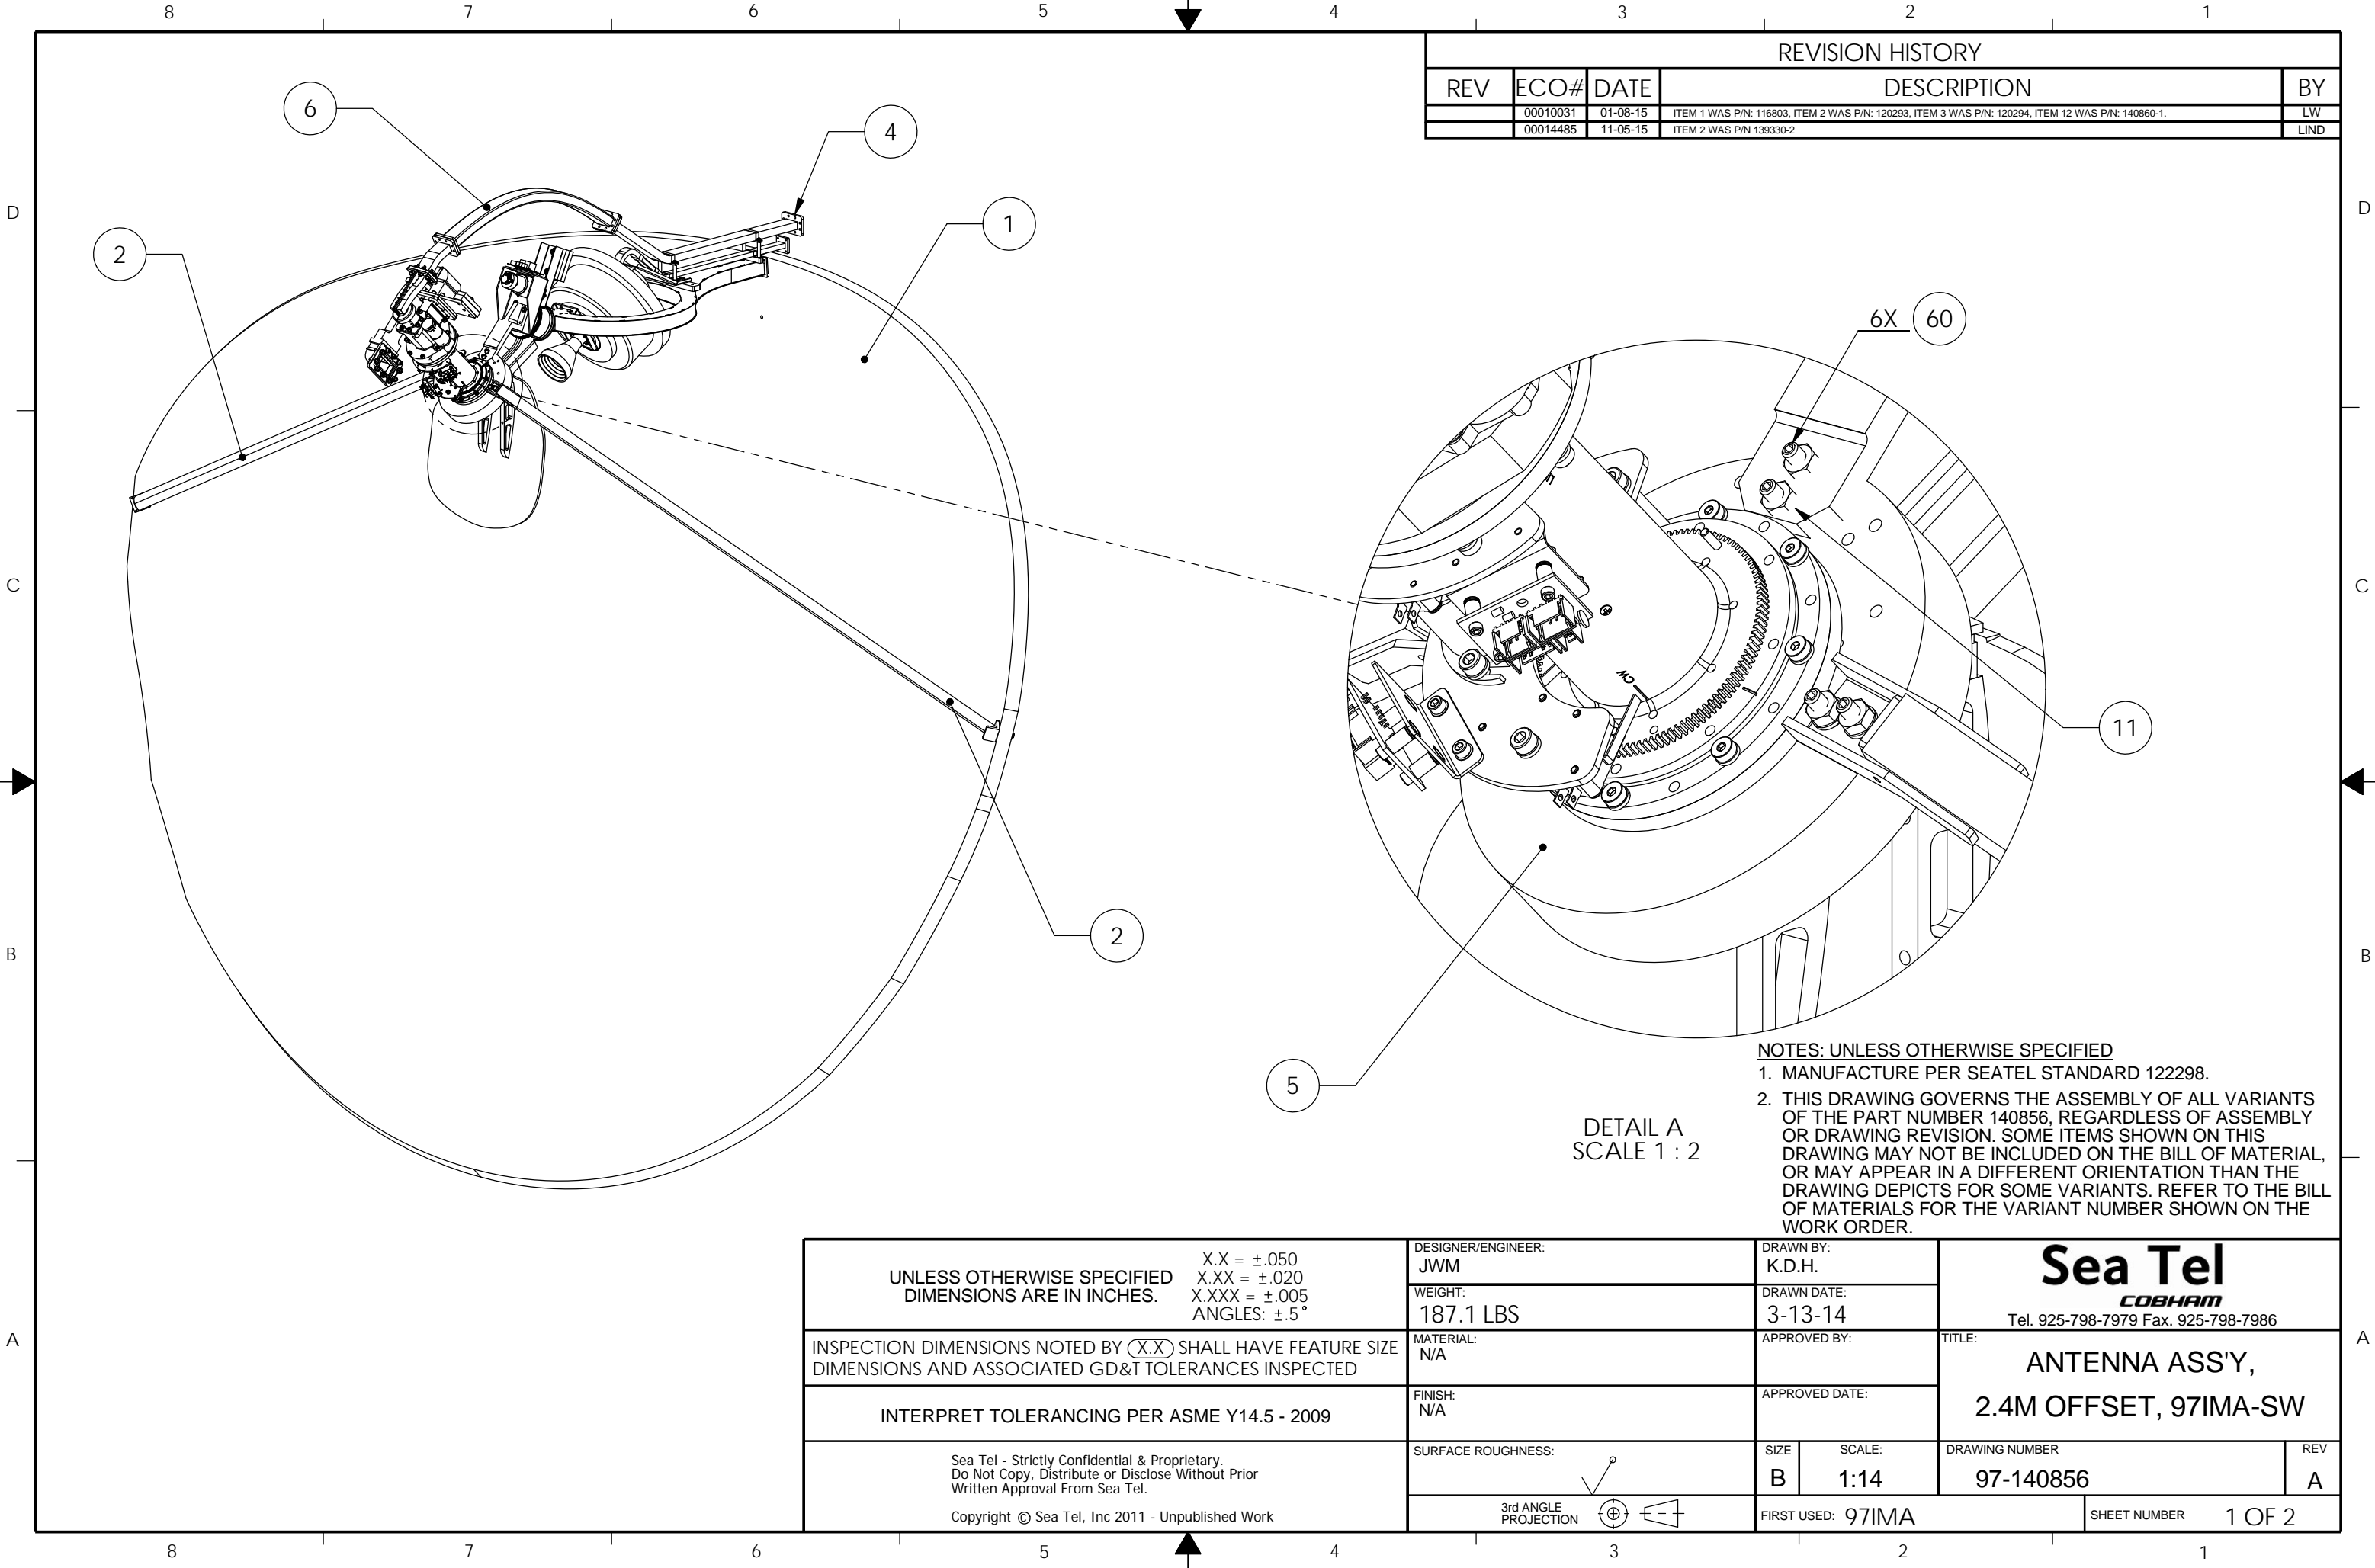 8 7 6 5 4 3 2 1
REVISION HISTORY
REV ECO# DATE DESCRIPTION BY
00010031 01-08-15 ITEM 1 WAS P/N: 116803, ITEM 2 WAS P/N: 120293, ITEM 3 WAS P/N: 120294, ITEM 12 WAS P/N: 140860-1. LW
00014485 11-05-15 ITEM 2 WAS P/N 139330-2 LIND
6
4
D
D
1
2
6X 60
C
C
CW
11
2
B
B
5
DETAIL A
SCALE 1 : 2
NOTES: UNLESS OTHERWISE SPECIFIED
1. MANUFACTURE PER SEATEL STANDARD 122298.
2. THIS DRAWING GOVERNS THE ASSEMBLY OF ALL VARIANTS
OF THE PART NUMBER 140856, REGARDLESS OF ASSEMBLY
OR DRAWING REVISION. SOME ITEMS SHOWN ON THIS
DRAWING MAY NOT BE INCLUDED ON THE BILL OF MATERIAL,
OR MAY APPEAR IN A DIFFERENT ORIENTATION THAN THE
DRAWING DEPICTS FOR SOME VARIANTS. REFER TO THE BILL
OF MATERIALS FOR THE VARIANT NUMBER SHOWN ON THE
WORK ORDER.
A
A
UNLESS OTHERWISE SPECIFIED
DIMENSIONS ARE IN INCHES.
X.X = ±.050
X.XX = ±.020
X.XXX = ±.005
ANGLES: ±.5°
INSPECTION DIMENSIONS NOTED BY X.X SHALL HAVE FEATURE SIZE
DIMENSIONS AND ASSOCIATED GD&T TOLERANCES INSPECTED
INTERPRET TOLERANCING PER ASME Y14.5 - 2009
Sea Tel - Strictly Confidential & Proprietary.
Do Not Copy, Distribute or Disclose Without Prior
Written Approval From Sea Tel.
Copyright © Sea Tel, Inc 2011 - Unpublished Work
DESIGNER/ENGINEER:
JWM
WEIGHT:
187.1 LBS
MATERIAL:
N/A
FINISH:
N/A
SURFACE ROUGHNESS:
3rd ANGLE
PROJECTION
DRAWN BY:
K.D.H.
DRAWN DATE:
3-13-14
APPROVED BY:
APPROVED DATE:
Sea Tel
COBHAM
Tel. 925-798-7979 Fax. 925-798-7986
TITLE:
ANTENNA ASS'Y,
2.4M OFFSET, 97IMA-SW
SIZE
B
SCALE:
1:14
DRAWING NUMBER
97-140856
REV
A
FIRST USED: 97IMA
SHEET NUMBER 1 OF 2
8 7 6 5 4 3 2 1